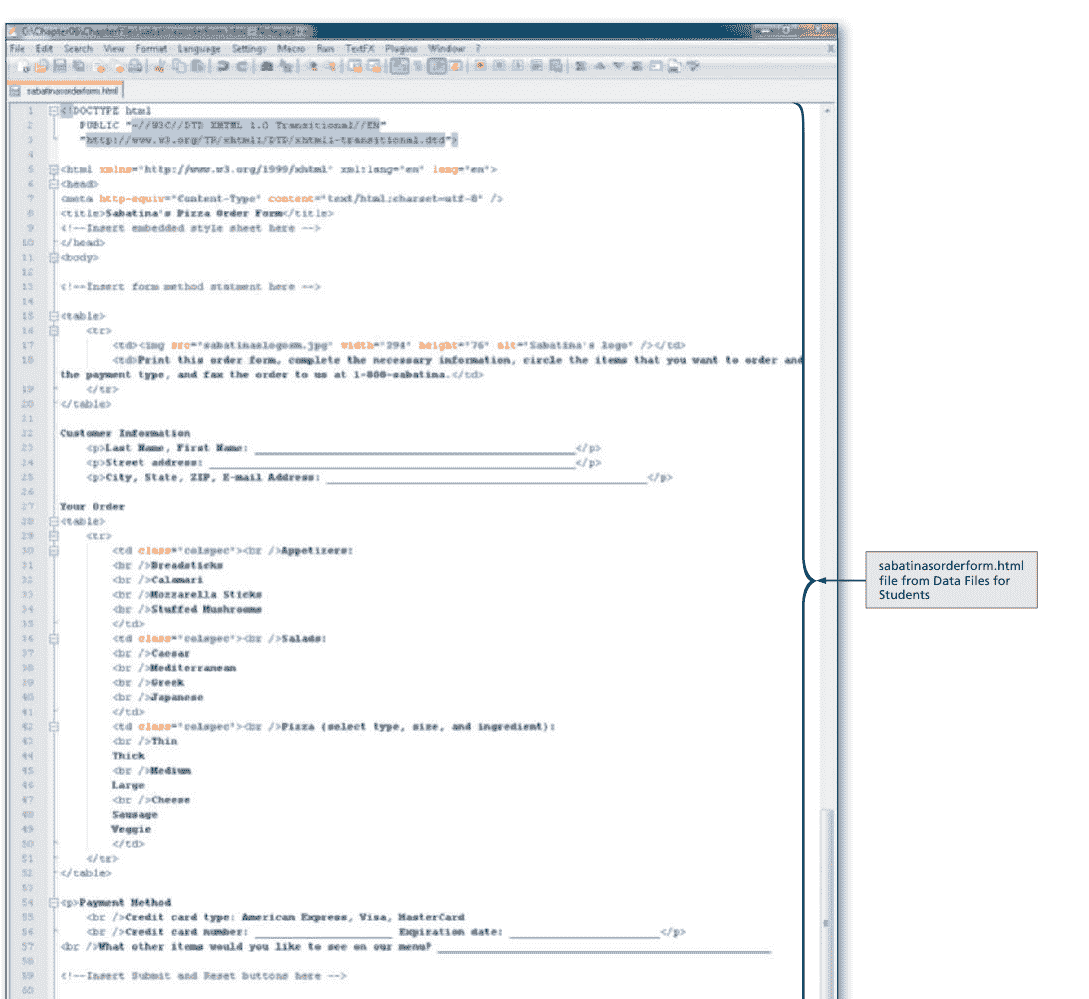 G:\Chapter06\ChapterFiles\sabatinasorderform.html - Notepad++
File Edit Search View Format Language Settings Macro Run TextFX Plugins Window ?
sabatinasorderform.html
1 <!DOCTYPE html
2 PUBLIC "-//W3C//DTD XHTML 1.0 Transitional//EN"
3 "http://www.w3.org/TR/xhtml1/DTD/xhtml1-transitional.dtd">
4
5 <html xmlns="http://www.w3.org/1999/xhtml" xml:lang="en" lang="en">
6 <head>
7 <meta http-equiv="Content-Type" content="text/html;charset=utf-8" />
8 <title>Sabatina's Pizza Order Form</title>
9 <!--Insert embedded style sheet here -->
10 </head>
11 <body>
12
13 <!--Insert form method statment here -->
14
15 <table>
16 <tr>
17 <td><img src="sabatinaslogosm.jpg" width="294" height="76" alt="Sabatina's logo" /></td>
18 <td>Print this order form, complete the necessary information, circle the items that you want to order and
the payment type, and fax the order to us at 1-800-sabatina.</td>
19 </tr>
20 </table>
21
22 Customer Information
23 <p>Last Name, First Name: ____________________</p>
24 <p>Street address: ____________________</p>
25 <p>City, State, ZIP, E-mail Address: ____________________</p>
26
27 Your Order
28 <table>
29 <tr>
30 <td class="colspec"><br />Appetizers:
31 <br />Breadsticks
32 <br />Calamari
33 <br />Mozzarella Sticks
34 <br />Stuffed Mushrooms
35 </td>
36 <td class="colspec"><br />Salads:
37 <br />Caesar
38 <br />Mediterranean
39 <br />Greek
40 <br />Japanese
41 </td>
42 <td class="colspec"><br />Pizza (select type, size, and ingredient):
43 <br />Thin
44 Thick
45 <br />Medium
46 Large
47 <br />Cheese
48 Sausage
49 Veggie
50 </td>
51 </tr>
52 </table>
53
54 <p>Payment Method
55 <br />Credit card type: American Express, Visa, MasterCard
56 <br />Credit card number: ____________________ Expiration date: ____________________</p>
57 <br />What other items would you like to see on our menu? ____________________
58
59 <!--Insert Submit and Reset buttons here -->
60
sabatinasorderform.html
file from Data Files for
Students